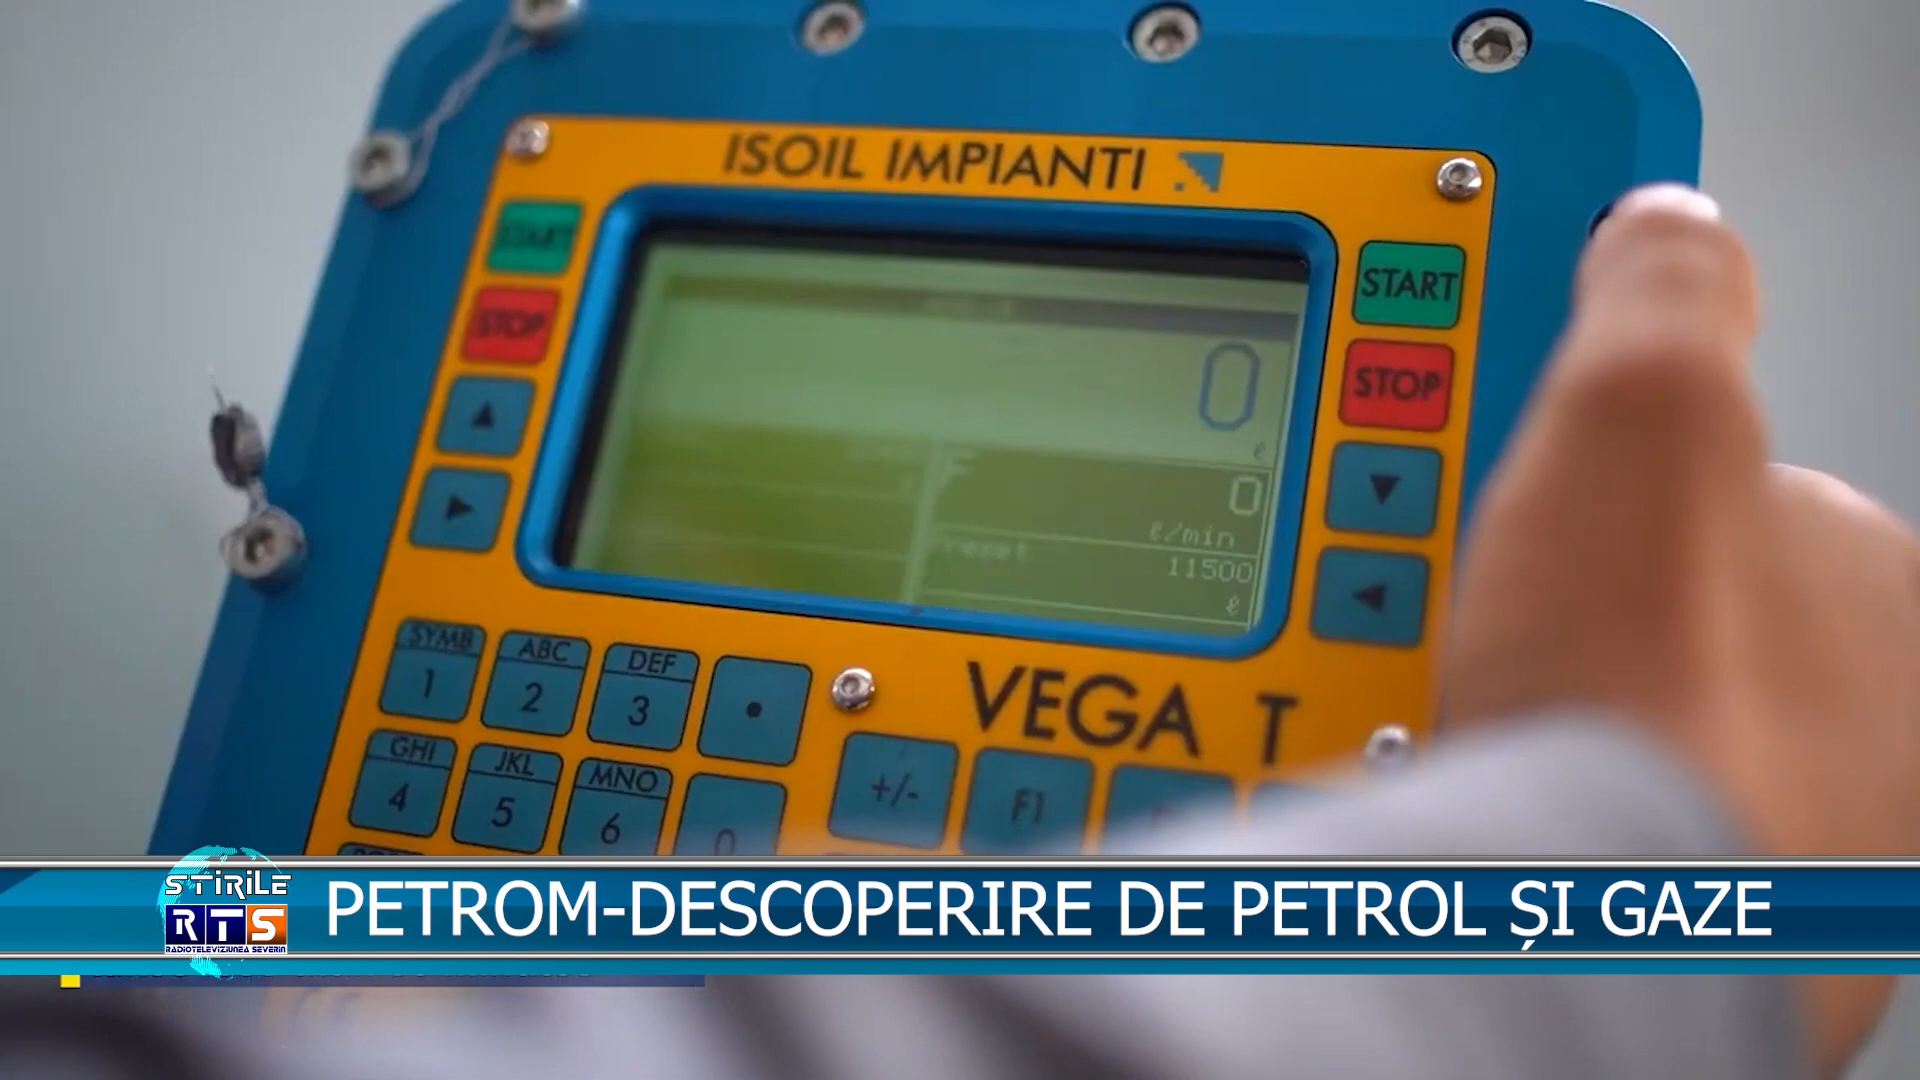 ISOIL IMPIANTI
START
START
STOP
STOP
0
ℓ
0
ℓ/min
reset
11500
ℓ
VEGA T
SYMB
1
ABC
2
DEF
3
•
GHI
4
JKL
5
MNO
6
0
+/-
F1
STIRILE
RTS
RADIOTELEVIZIUNEA SEVERIN
PETROM-DESCOPERIRE DE PETROL ȘI GAZE